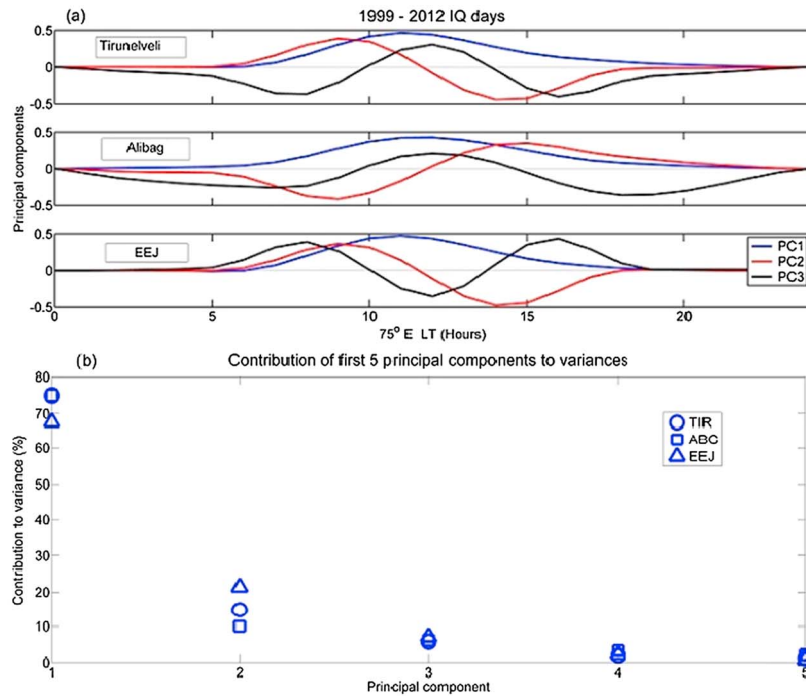 (a) 1999 - 2012 IQ days
0.5
Tirunelveli
0
-0.5
0.5
Alibag
0
-0.5
Principal components
0.5
EEJ
0
-0.5
PC1
PC2
PC3
0 5 10 15 20
75° E LT (Hours)
(b) Contribution of first 5 principal components to variances
80
70
60
50
40
30
20
10
0
Contribution to variance (%)
TIR
ABG
EEJ
1 2 3 4 5
Principal component